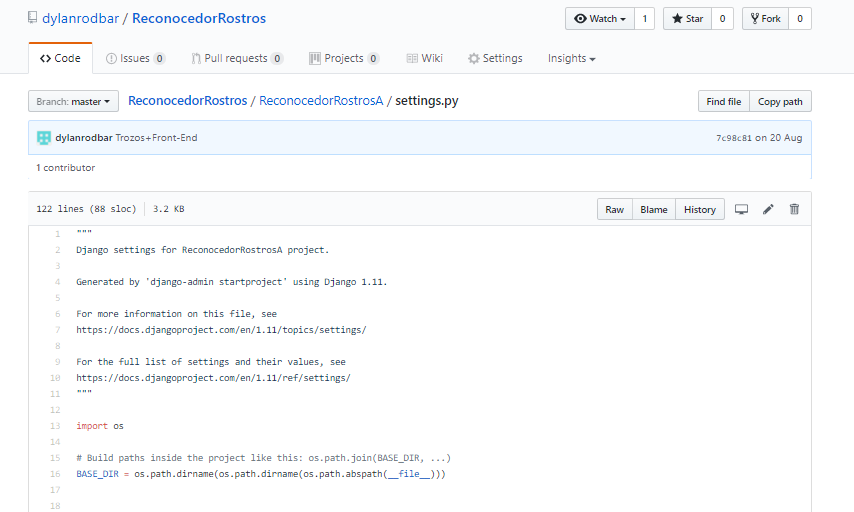 dylanrodbar / ReconocedorRostros
Watch 1 Star 0 Fork 0
Code Issues 0 Pull requests 0 Projects 0 Wiki Settings Insights
Branch: master ReconocedorRostros / ReconocedorRostrosA / settings.py Find file Copy path
dylanrodbar Trozos+Front-End 7c98c81 on 20 Aug
1 contributor
122 lines (88 sloc) 3.2 KB Raw Blame History
1 """
2 Django settings for ReconocedorRostrosA project.
3
4 Generated by 'django-admin startproject' using Django 1.11.
5
6 For more information on this file, see
7 https://docs.djangoproject.com/en/1.11/topics/settings/
8
9 For the full list of settings and their values, see
10 https://docs.djangoproject.com/en/1.11/ref/settings/
11 """
12
13 import os
14
15 # Build paths inside the project like this: os.path.join(BASE_DIR, ...)
16 BASE_DIR = os.path.dirname(os.path.dirname(os.path.abspath(__file__)))
17
18